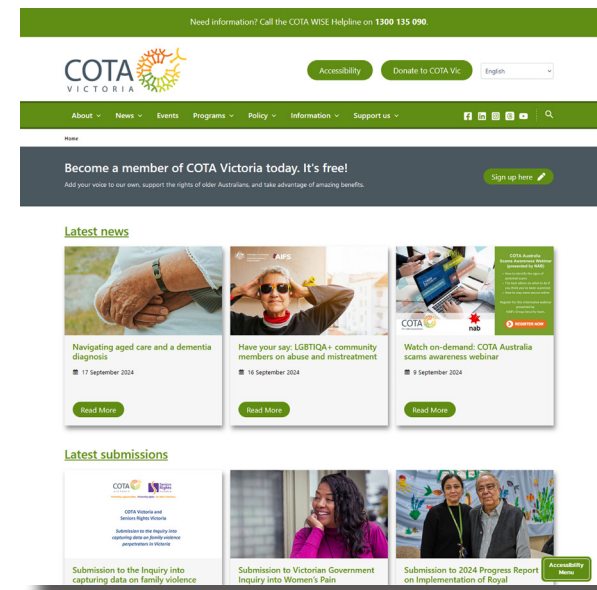 Need information? Call the COTA WISE Helpline on 1300 135 090.
COTA
VICTORIA
Accessibility
Donate to COTA Vic
English
About
News
Events
Programs
Policy
Information
Support us
Home
Become a member of COTA Victoria today. It's free!
Add your voice to our own, support the rights of older Australians, and take advantage of amazing benefits.
Sign up here
Latest news
AIFS
COTA Australia
Scams Awareness Webinar
(presented by NAB)
REGISTER NOW
COTA
nab
Navigating aged care and a dementia
diagnosis
17 September 2024
Read More
Have your say: LGBTIQA+ community
members on abuse and mistreatment
16 September 2024
Read More
Watch on-demand: COTA Australia
scams awareness webinar
9 September 2024
Read More
Latest submissions
COTA
VICTORIA
Seniors
Rights
COTA Victoria and
Seniors Rights Victoria
Submission to the Inquiry into
capturing data on family violence
perpetrators in Victoria
Submission to the Inquiry into
capturing data on family violence
Submission to Victorian Government
Inquiry into Women's Pain
Submission to 2024 Progress Report
on Implementation of Royal
Accessibility
Menu